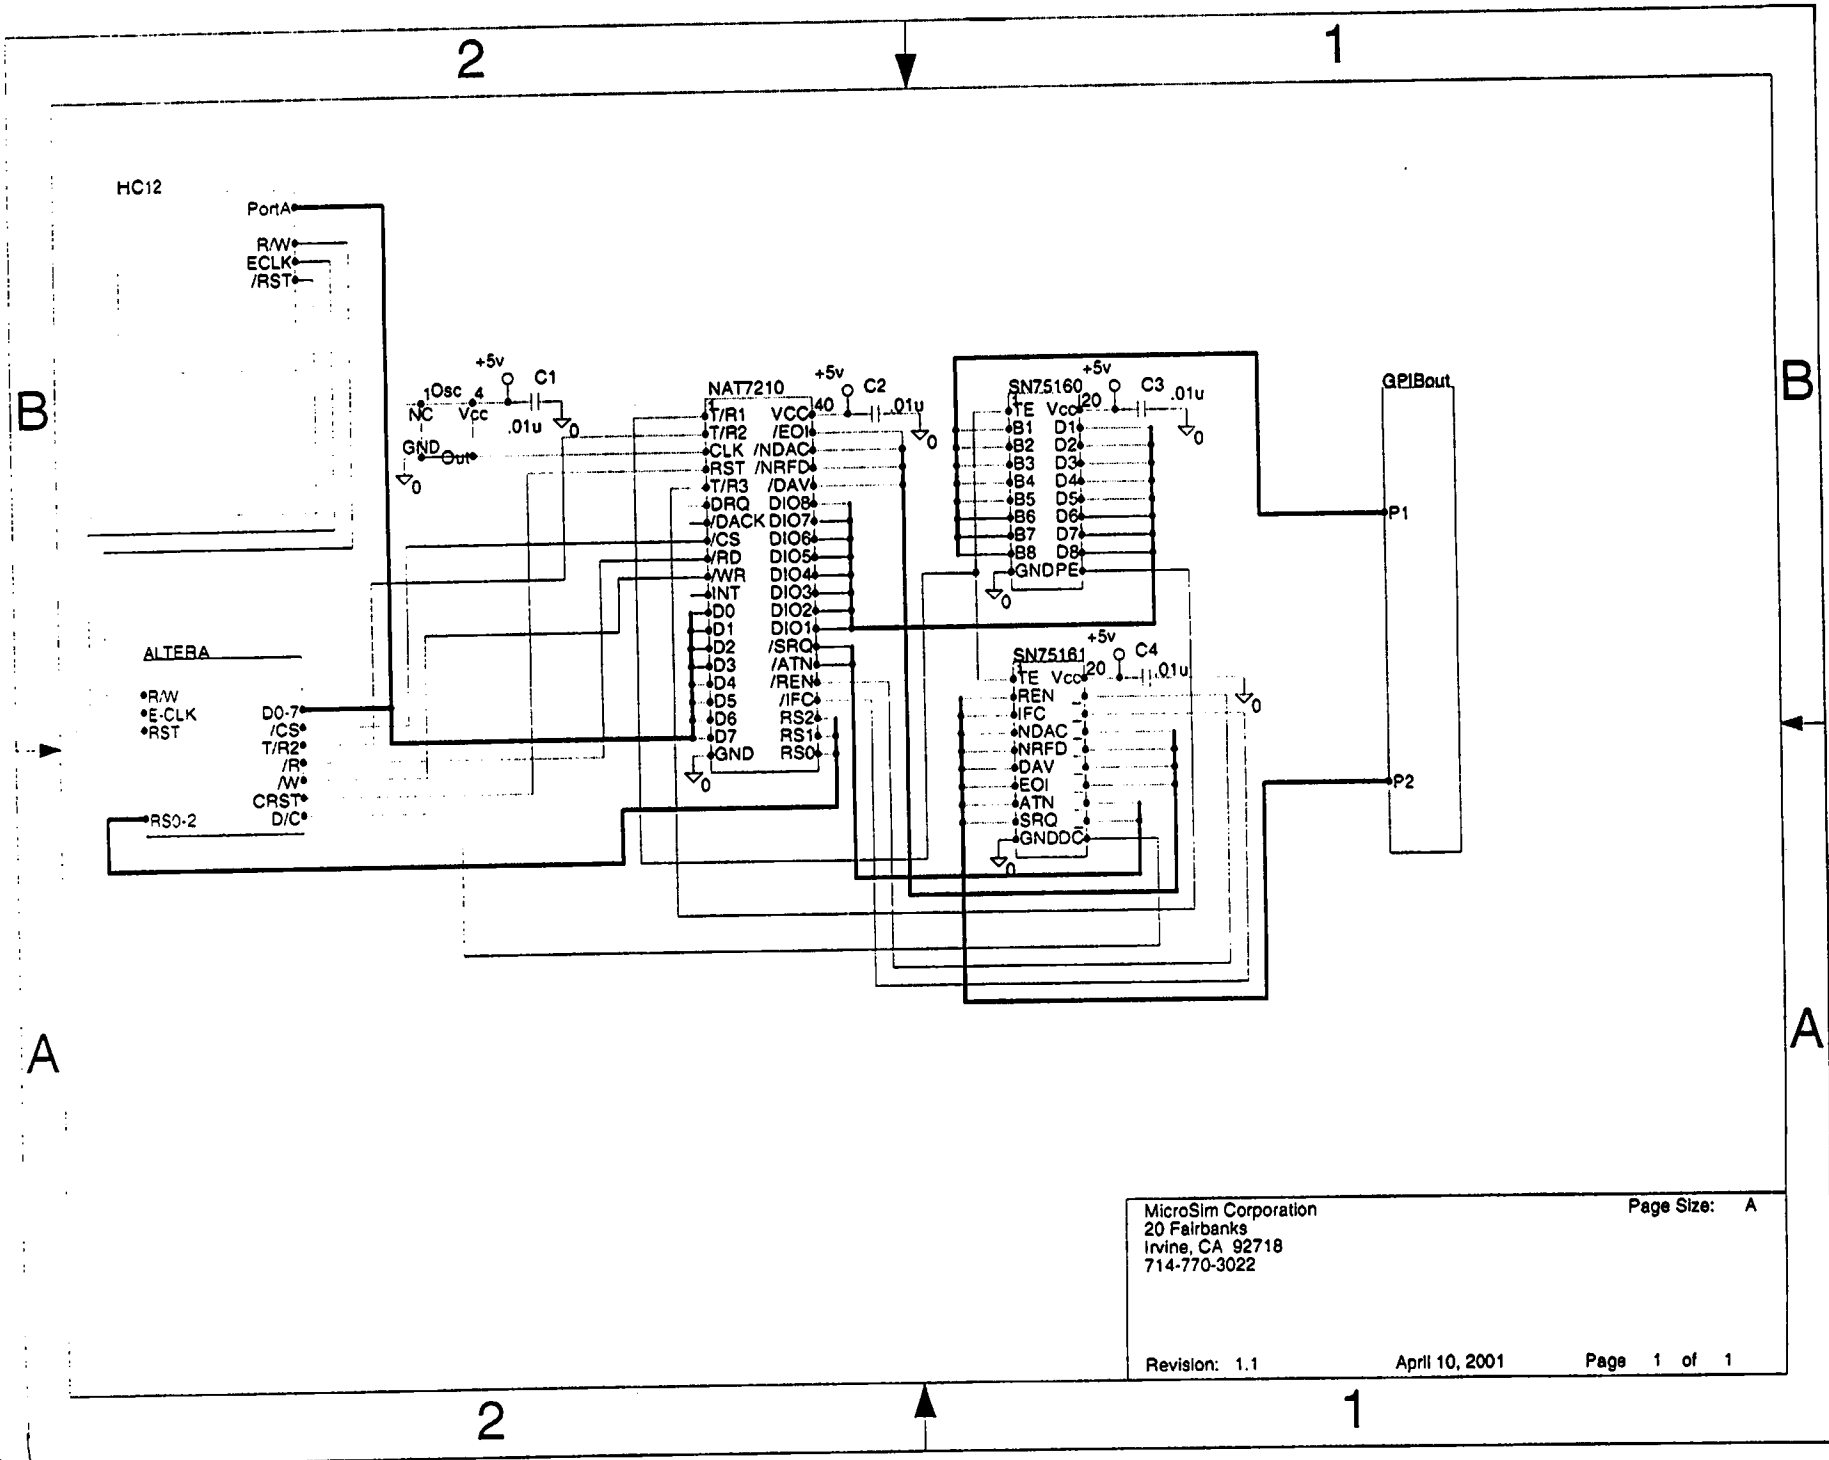 2 1
HC12
PortA
R/W
ECLK
/RST
B B
+5v
1 Osc 4 C1
NC Vcc
.01u 0
GND Out
0
NAT7210
+5v
C2
1 40 .01u
0
T/R1 VCC
T/R2 /EOI
CLK /NDAC
RST /NRFD
T/R3 /DAV
DRQ DIO8
/DACK DIO7
/CS DIO6
/RD DIO5
/WR DIO4
INT DIO3
D0 DIO2
D1 DIO1
D2 /SRQ
D3 /ATN
D4 /REN
D5 /IFC
D6 RS2
D7 RS1
GND RS0
0
SN75160
+5v
C3
1 20 .01u
0
TE Vcc
B1 D1
B2 D2
B3 D3
B4 D4
B5 D5
B6 D6
B7 D7
B8 D8
GND PE
0
GPIBout
P1
P2
SN75161
+5v
C4
1 20 .01u
0
TE Vcc
REN
IFC
NDAC
NRFD
DAV
EOI
ATN
SRQ
GND DC
0
ALTERA
R/W
E-CLK
RST
D0-7
/CS
T/R2
/R
/W
CRST
D/C
RS0-2
A A
MicroSim Corporation Page Size: A
20 Fairbanks
Irvine, CA 92718
714-770-3022
Revision: 1.1 April 10, 2001 Page 1 of 1
2 1